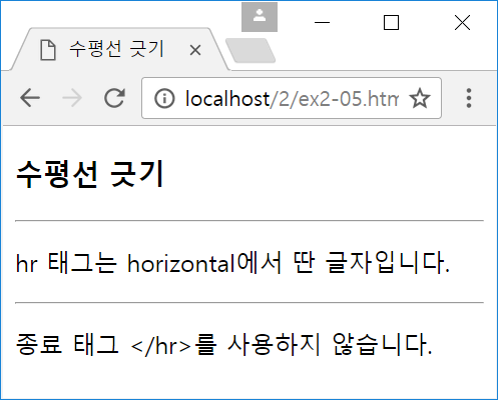 수평선 긋기
localhost/2/ex2-05.htm
수평선 긋기
hr 태그는 horizontal에서 딴 글자입니다.
종료 태그 </hr>를 사용하지 않습니다.